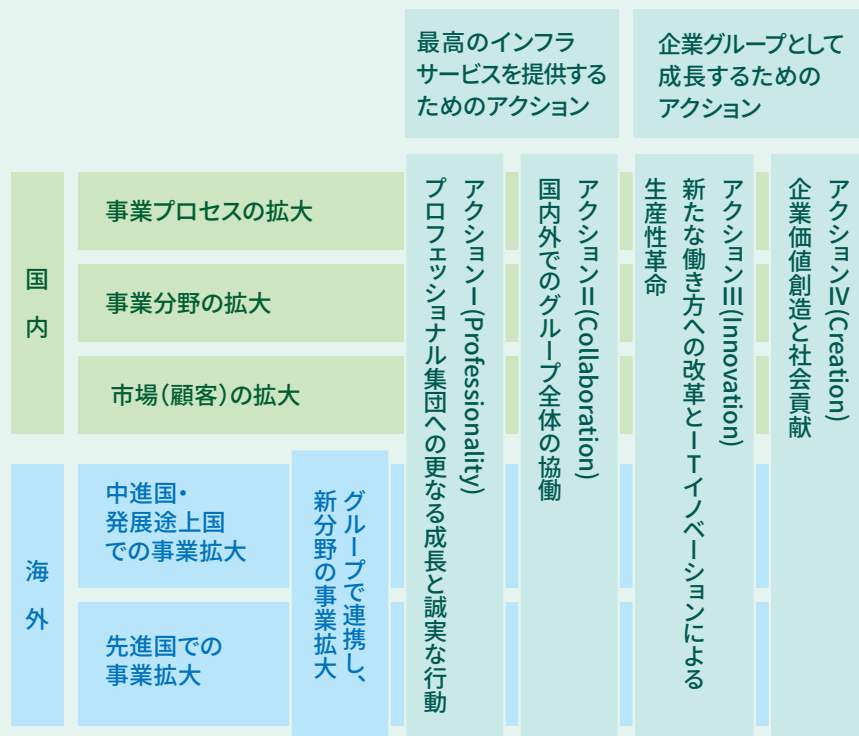 最高のインフラ
サービスを提供する
ためのアクション
企業グループとして
成長するための
アクション
国内
事業プロセスの拡大
事業分野の拡大
市場(顧客)の拡大
海外
中進国・
発展途上国
での事業拡大
先進国での
事業拡大
グループで連携し、
新分野の事業拡大
アクションⅠ(Professionality)
プロフェッショナル集団への更なる成長と誠実な行動
アクションⅡ(Collaboration)
国内外でのグループ全体の協働
アクションⅢ(Innovation)
新たな働き方への改革とITイノベーションによる
生産性革命
アクションⅣ(Creation)
企業価値創造と社会貢献